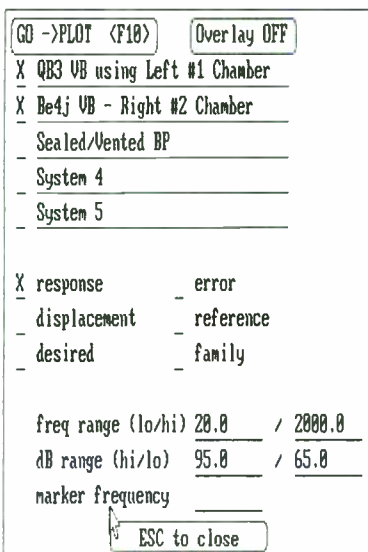 GO ->PLOT <F10> Overlay OFF
X QB3 VB using Left #1 Chamber
X Be4j VB - Right #2 Chamber
_ Sealed/Vented BP
_ System 4
_ System 5
X response _ error
_ displacement _ reference
_ desired _ family
freq range (lo/hi) 20.0 / 2000.0
dB range (hi/lo) 95.0 / 65.0
marker frequency
ESC to close